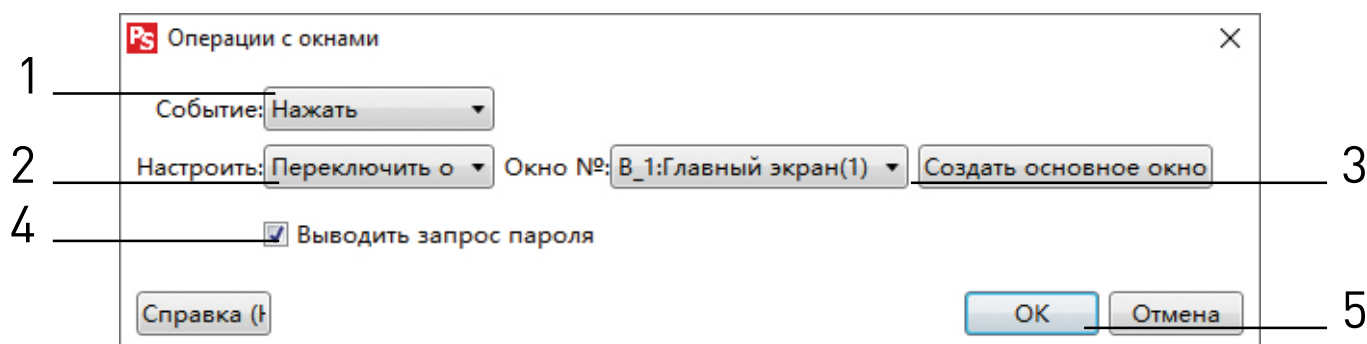 PS Операции с окнами
1
Событие: Нажать
2 Настроить: Переключить о Окно №: B_1:Главный экран(1) Создать основное окно 3
4 Выводить запрос пароля
Справка (H OK Отмена 5